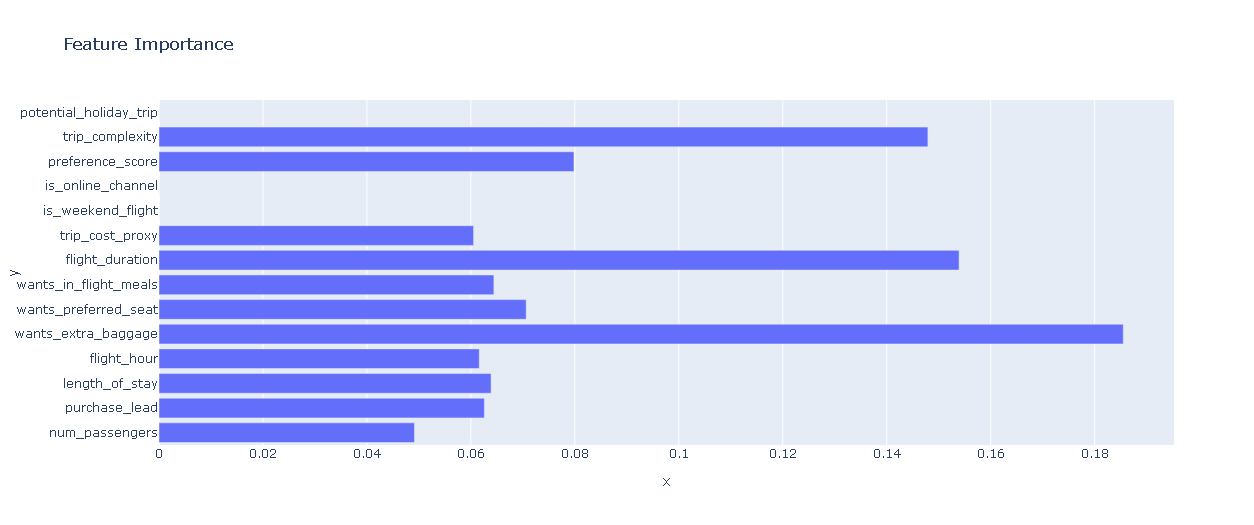 Feature Importance
potential_holiday_trip
trip_complexity
preference_score
is_online_channel
is_weekend_flight
trip_cost_proxy
flight_duration
y
wants_in_flight_meals
wants_preferred_seat
wants_extra_baggage
flight_hour
length_of_stay
purchase_lead
num_passengers
0 0.02 0.04 0.06 0.08 0.1 0.12 0.14 0.16 0.18
x